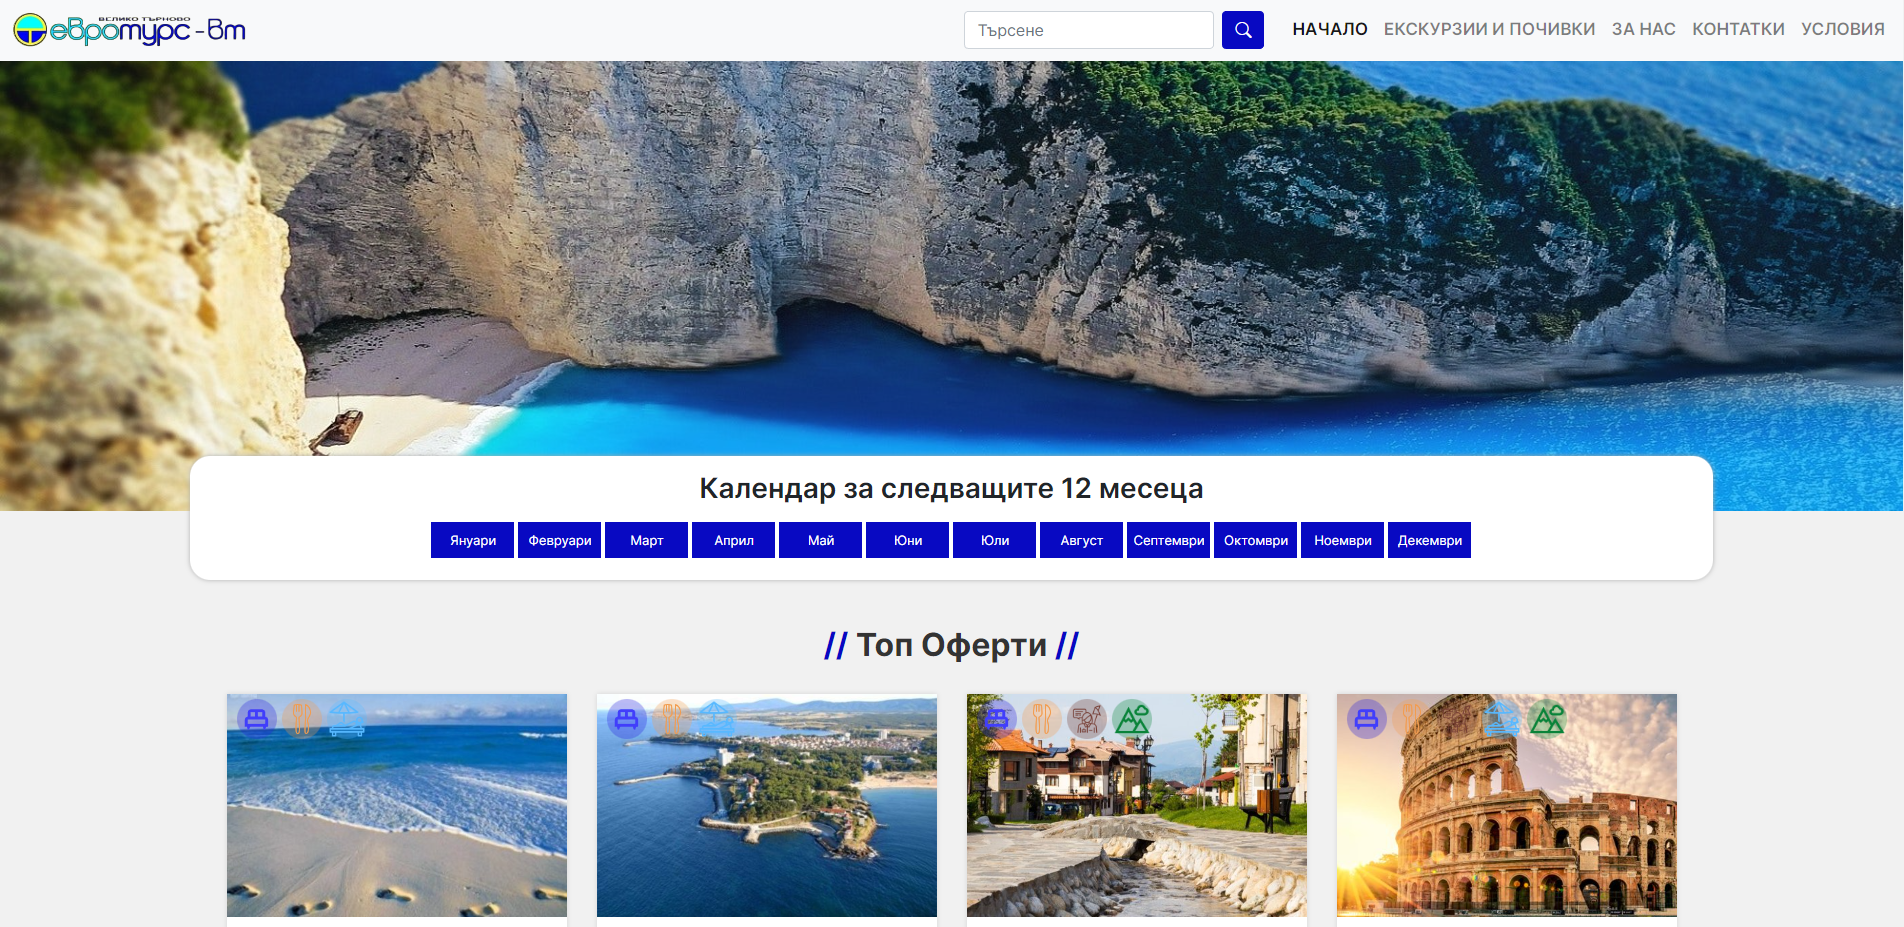 ВЕЛИКО ТЪРНОВО
евротурс-вт
Търсене
НАЧАЛО ЕКСКУРЗИИ И ПОЧИВКИ ЗА НАС КОНТАКТИ УСЛОВИЯ
Календар за следващите 12 месеца
Януари Февруари Март Април Май Юни Юли Август Септември Октомври Ноември Декември
// Топ Оферти //